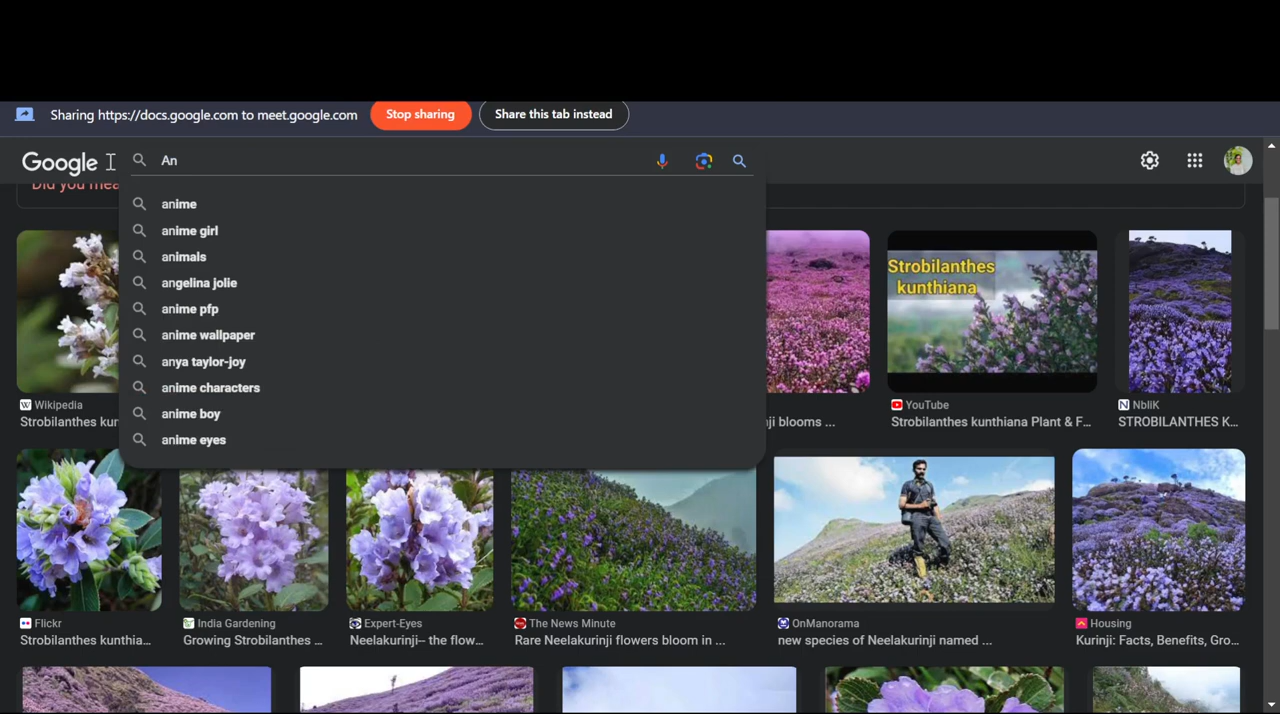 Sharing https://docs.google.com to meet.google.com Stop sharing Share this tab instead
Google An
Did you mea
anime
anime girl
animals
angelina jolie
anime pfp
anime wallpaper
anya taylor-joy
anime characters
anime boy
anime eyes
Strobilanthes
kunthiana
Wikipedia
Strobilanthes kur
ji blooms ...
YouTube
Strobilanthes kunthiana Plant & F...
NbliK
STROBILANTHES K...
Flickr
Strobilanthes kunthia...
India Gardening
Growing Strobilanthes ...
Expert-Eyes
Neelakurinji– the flow...
The News Minute
Rare Neelakurinji flowers bloom in ...
OnManorama
new species of Neelakurinji named ...
Housing
Kurinji: Facts, Benefits, Gro...